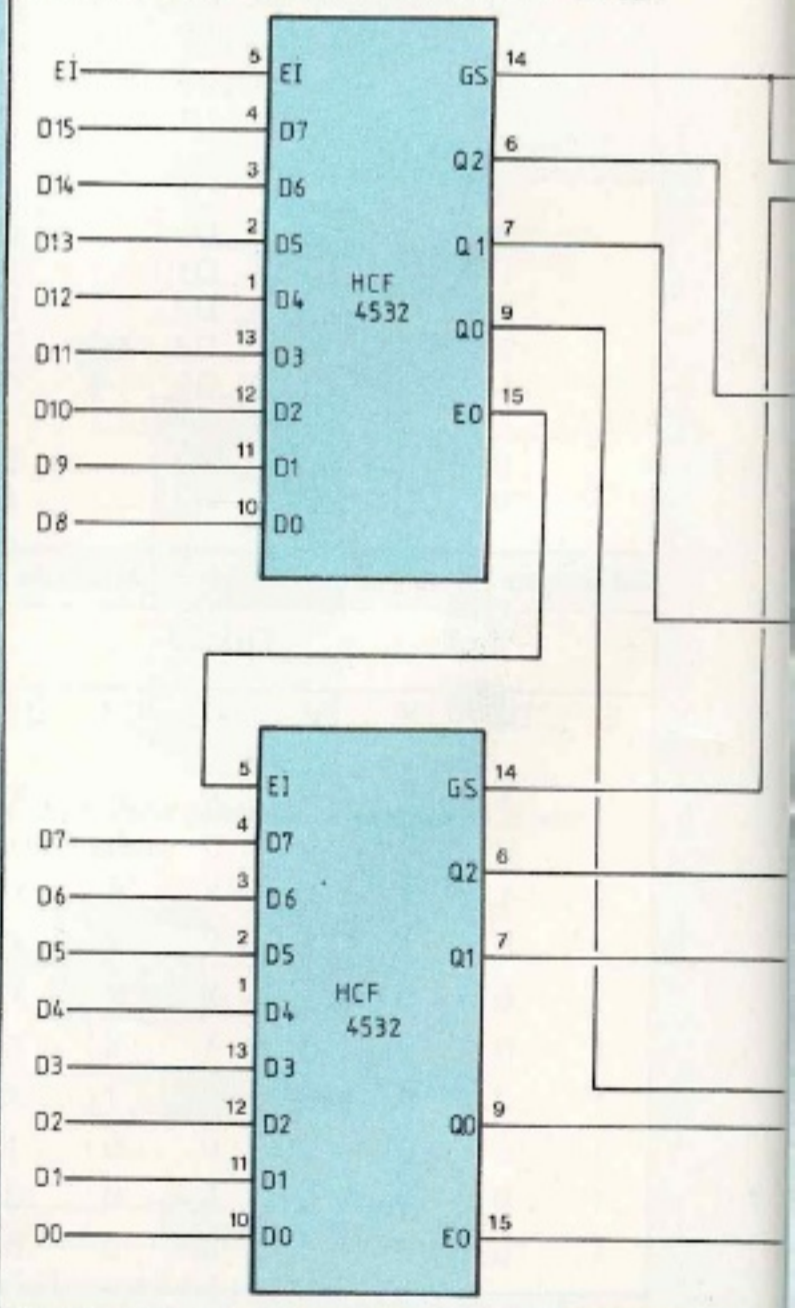 5 14
EI EI GS
D15 4 D7
6
Q2
D14 3 D6
D13 2 D5
7
Q1
D12 1 D4
HCF
4532
9
Q0
D11 13 D3
D10 12 D2
15
EO
D9 11 D1
D8 10 D0
5 14
EI GS
D7 4 D7
6
Q2
D6 3 D6
D5 2 D5
7
Q1
D4 1 D4
HCF
4532
D3 13 D3
D2 12 D2
9
Q0
D1 11 D1
D0 10 D0
15
EO